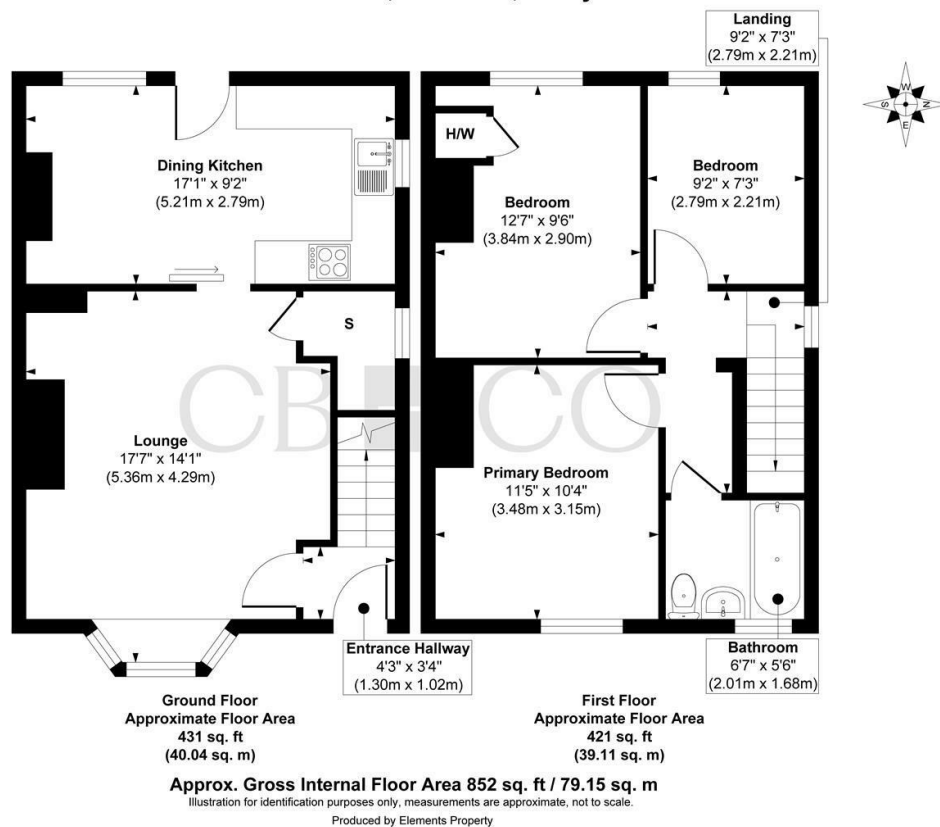 Landing
9'2" x 7'3"
(2.79m x 2.21m)
W
N
E
S
Dining Kitchen
17'1" x 9'2"
(5.21m x 2.79m)
H/W
Bedroom
12'7" x 9'6"
(3.84m x 2.90m)
Bedroom
9'2" x 7'3"
(2.79m x 2.21m)
S
CB CO
Lounge
17'7" x 14'1"
(5.36m x 4.29m)
Primary Bedroom
11'5" x 10'4"
(3.48m x 3.15m)
Entrance Hallway
4'3" x 3'4"
(1.30m x 1.02m)
Bathroom
6'7" x 5'6"
(2.01m x 1.68m)
Ground Floor
Approximate Floor Area
431 sq. ft
(40.04 sq. m)
First Floor
Approximate Floor Area
421 sq. ft
(39.11 sq. m)
Approx. Gross Internal Floor Area 852 sq. ft / 79.15 sq. m
Illustration for identification purposes only, measurements are approximate, not to scale.
Produced by Elements Property